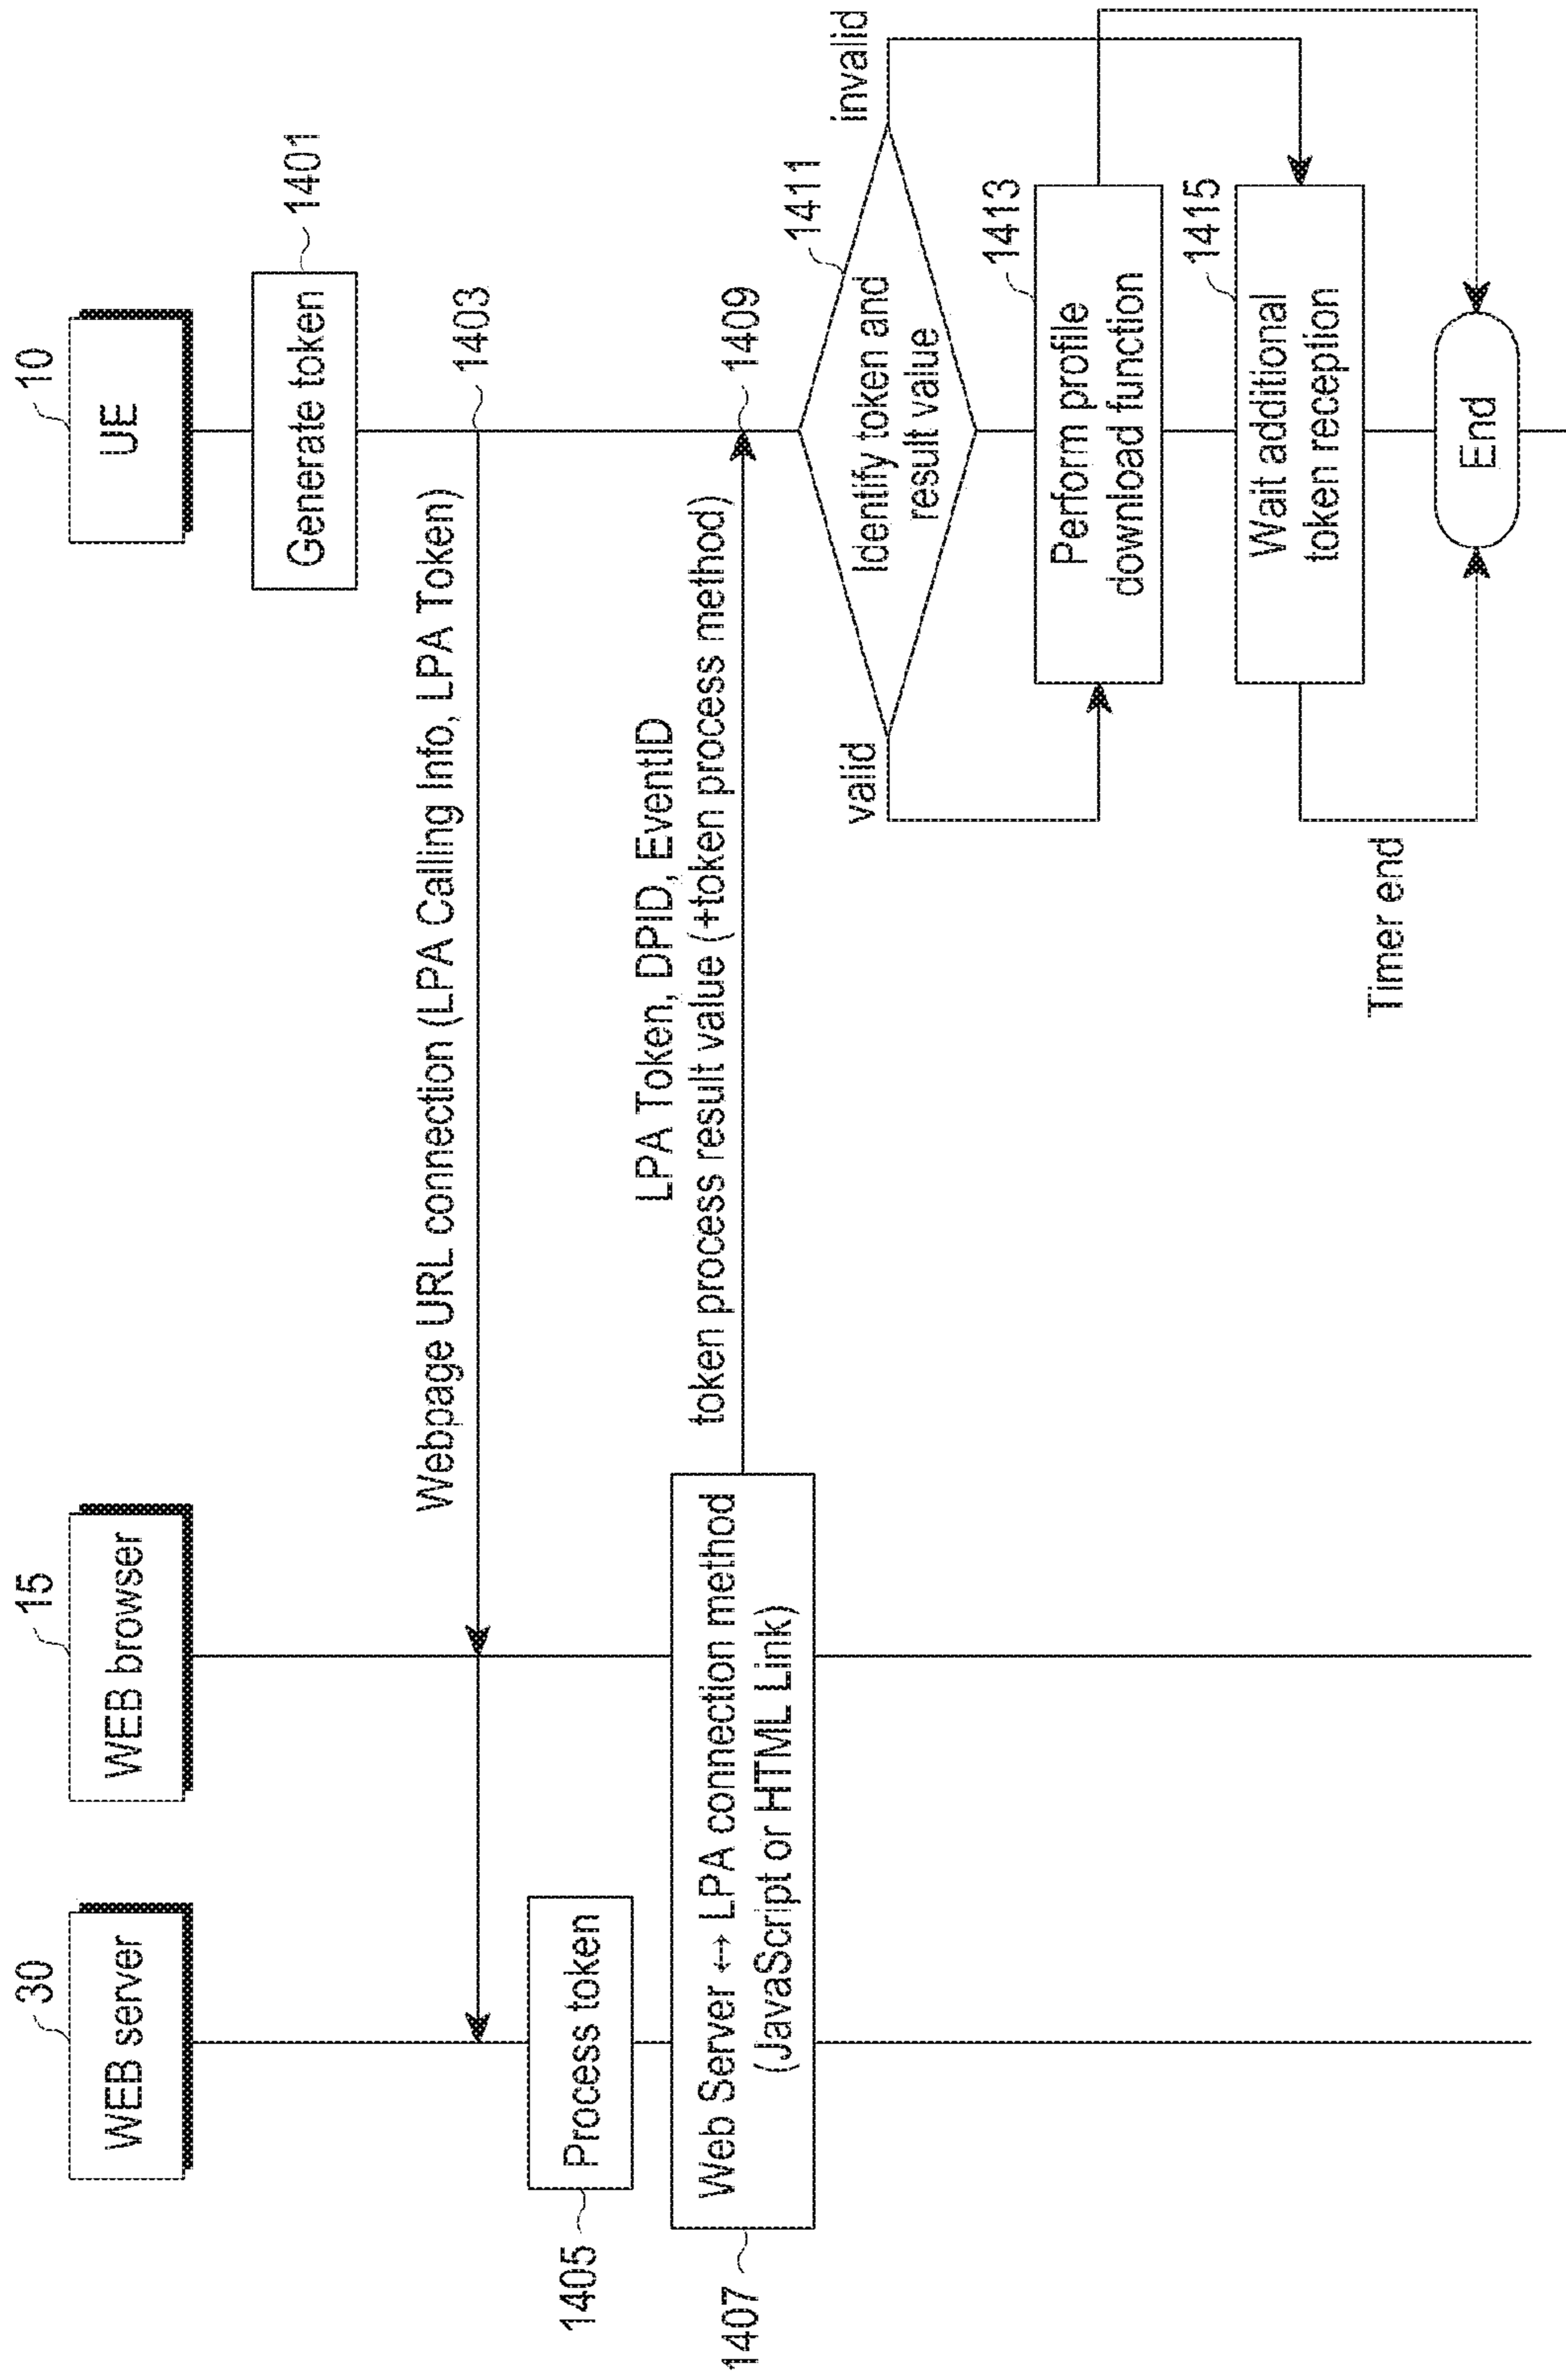 30
WEB server
15
WEB browser
10
UE
Generate token
1401
Webpage URL connection (LPA Calling Info, LPA Token)
1403
1405
Process token
LPA Token, DPID, EventID
token process result value (+token process method)
1409
1407
Web Server ↔ LPA connection method
(JavaScript or HTML Link)
1411
Identify token and
result value
valid
invalid
1413
Perform profile
download function
1415
Wait additional
token reception
Timer end
End